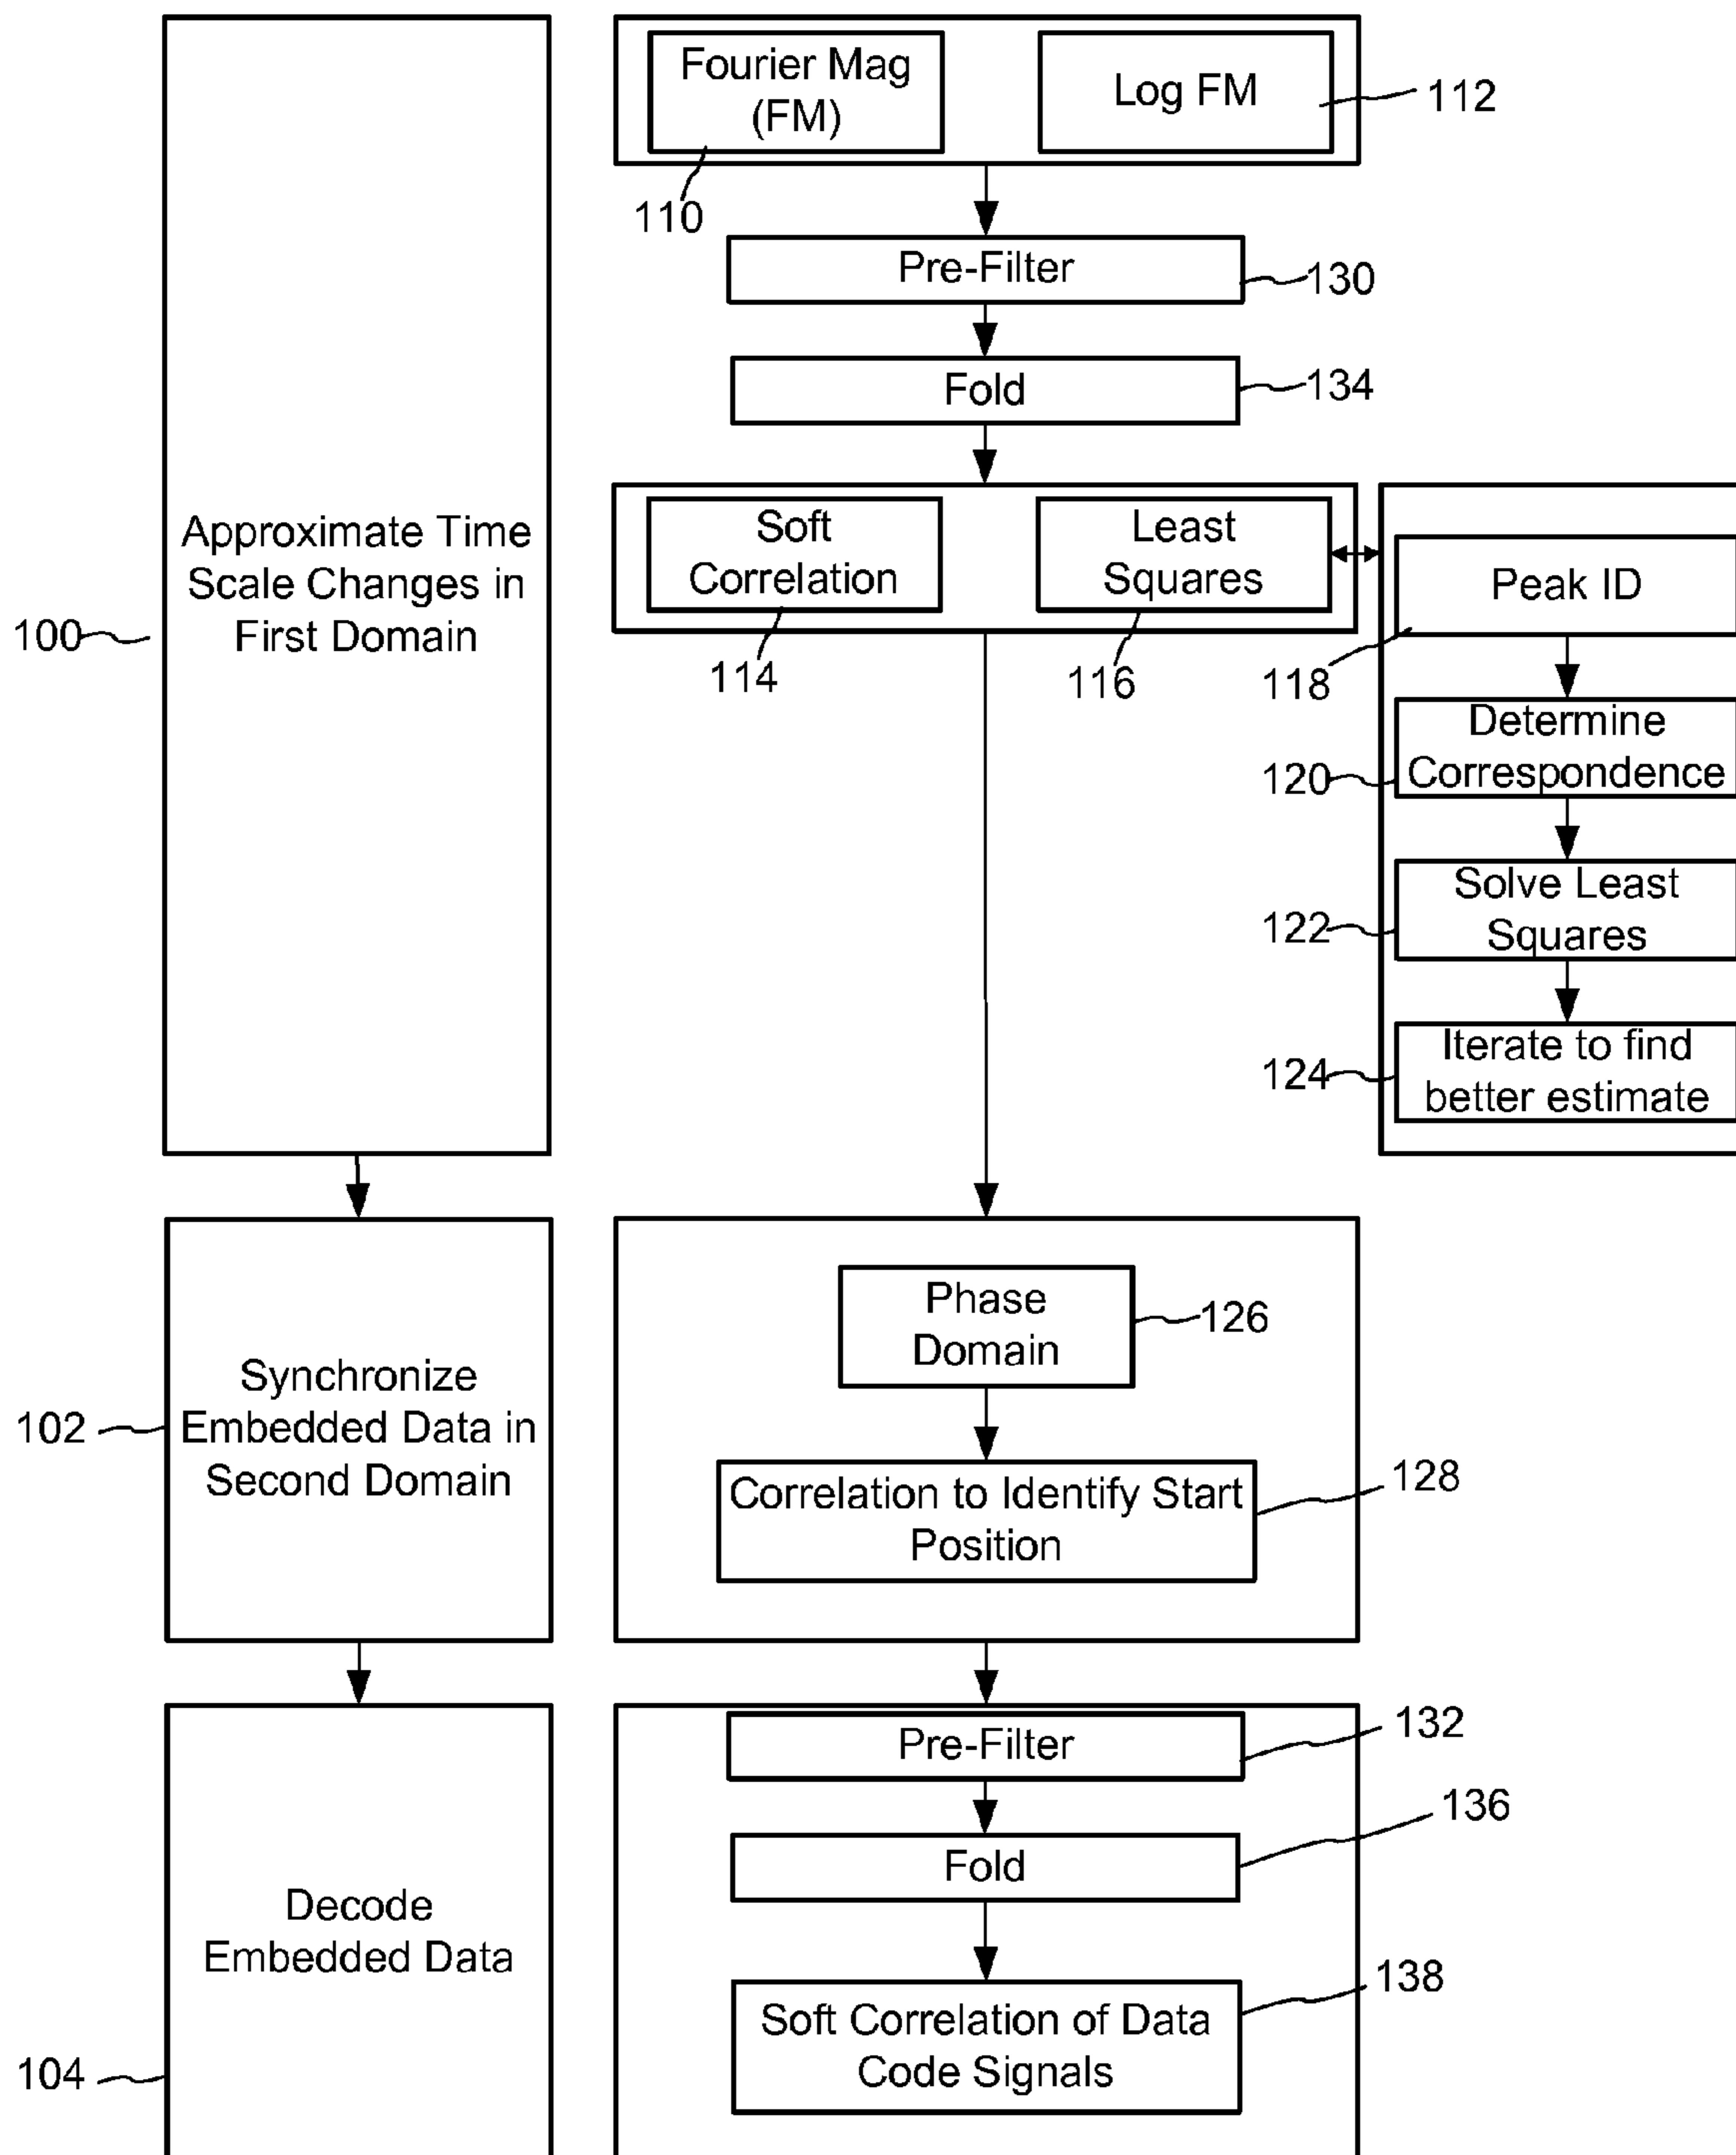 Fourier Mag
(FM)
Log FM
112
110
Pre-Filter
130
Fold
134
Approximate Time
Scale Changes in
First Domain
100
Soft
Correlation
Least
Squares
114
116
Peak ID
118
Determine
Correspondence
120
Solve Least
Squares
122
Iterate to find
better estimate
124
Synchronize
Embedded Data in
Second Domain
102
Phase
Domain
126
Correlation to Identify Start
Position
128
Decode
Embedded Data
104
Pre-Filter
132
Fold
136
Soft Correlation of Data
Code Signals
138